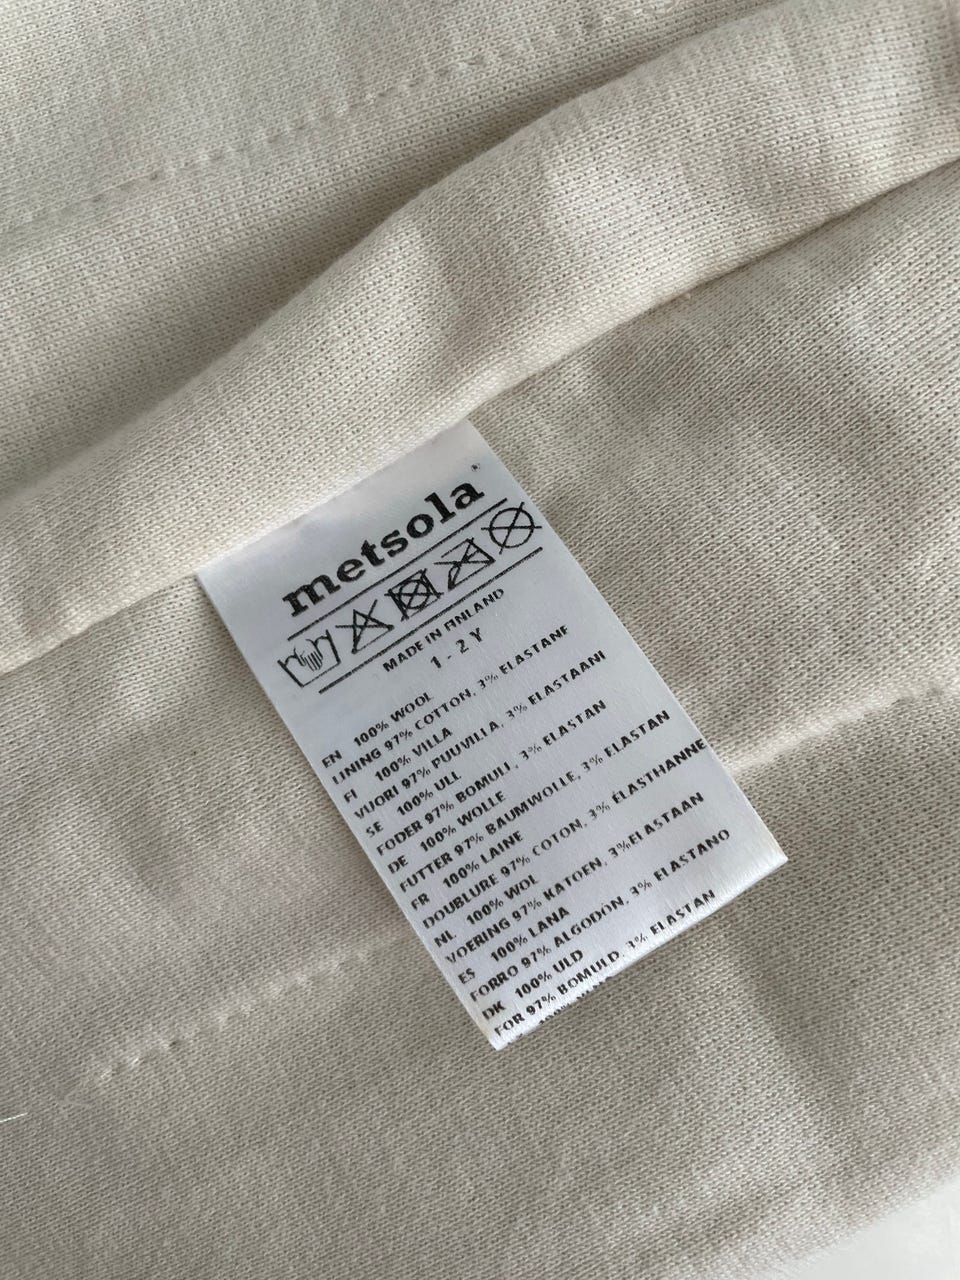 metsola®
MADE IN FINLAND
1 - 2 Y
EN 100% WOOL
LINING 97% COTTON, 3% ELASTANE
FI 100% VILLA
VUORI 97% PUUVILLA, 3% ELASTAANI
SE 100% ULL
FODER 97% BOMULL, 3% ELASTAN
DE 100% WOLLE
FUTTER 97% BAUMWOLLE, 3% ELASTAN
FR 100% LAINE
DOUBLURE 97% COTON, 3% ÉLASTHANNE
NL 100% WOL
VOERING 97% KATOEN, 3%ELASTAAN
ES 100% LANA
FORRO 97% ALGODÓN, 3% ELASTANO
DK 100% ULD
FOR 97% BOMULD, 3% ELASTAN